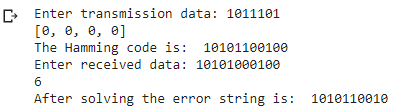 Enter transmission data: 1011101
[0, 0, 0, 0]
The Hamming code is:  10101100100
Enter received data: 10101000100
6
After solving the error string is:  1010110010